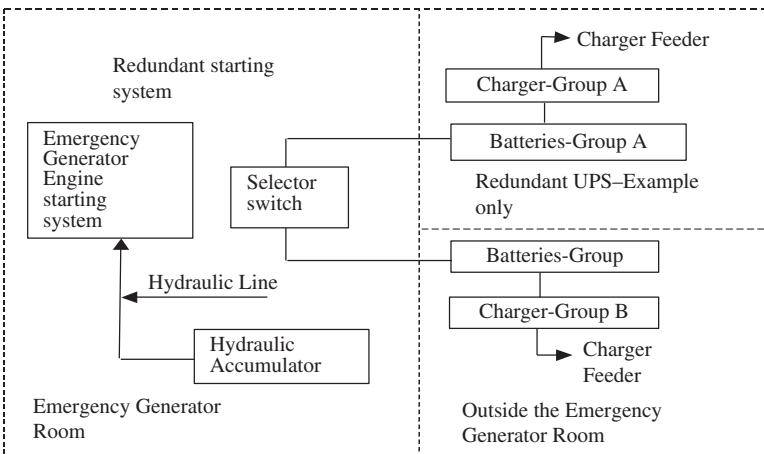 Redundant starting
system
Emergency
Generator
Engine
starting
system
Selector
switch
Hydraulic Line
Hydraulic
Accumulator
Emergency Generator
Room
Charger Feeder
Charger-Group A
Batteries-Group A
Redundant UPS–Example
only
Batteries-Group
Charger-Group B
Charger
Feeder
Outside the Emergency
Generator Room